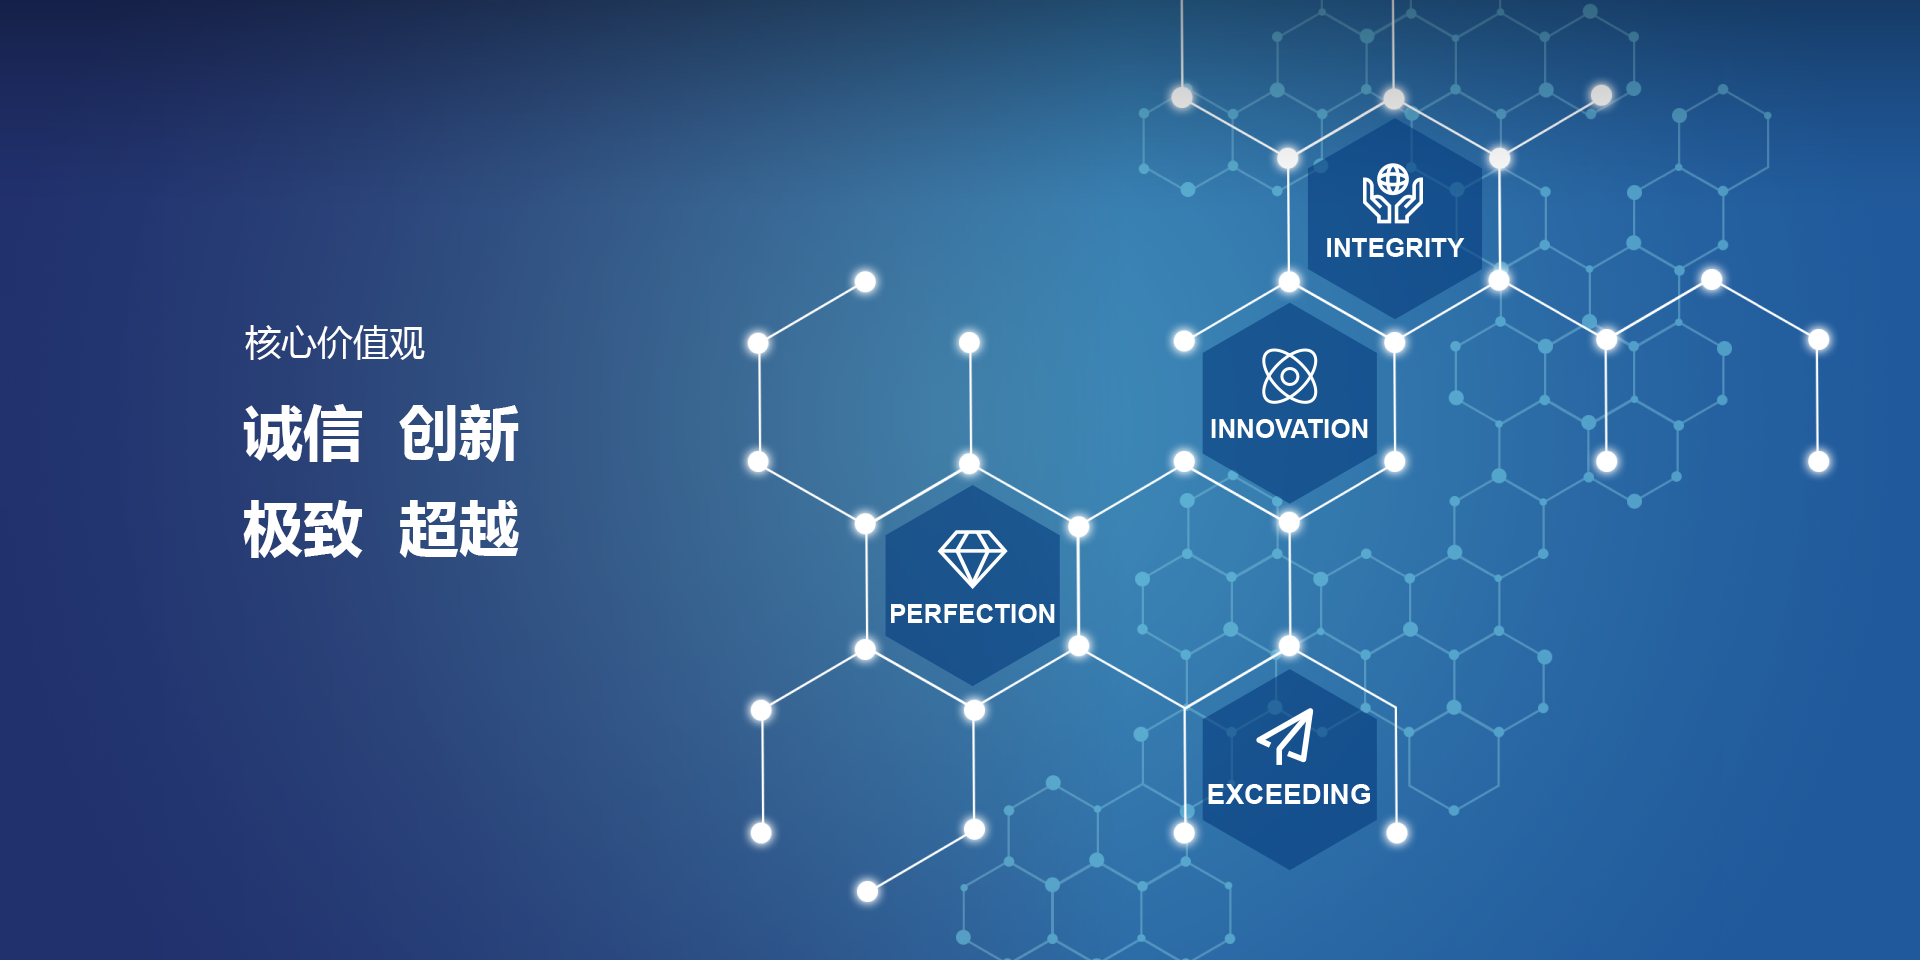 核心价值观
诚信 创新
极致 超越
INTEGRITY
INNOVATION
PERFECTION
EXCEEDING